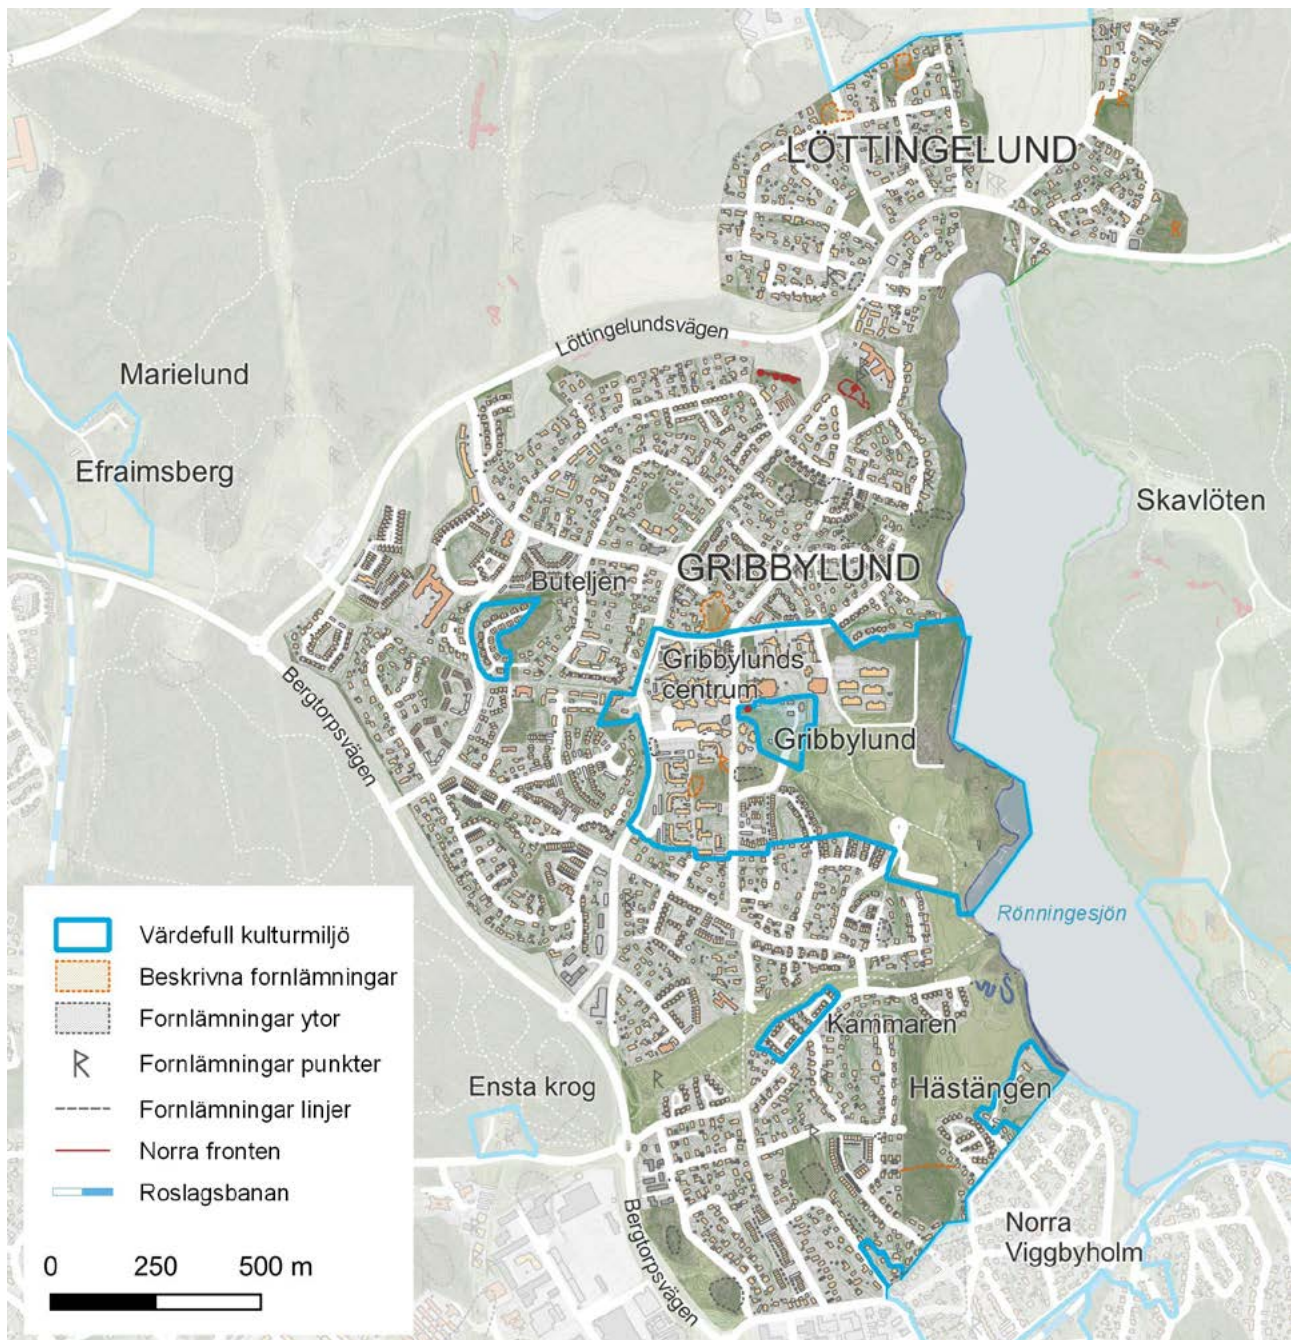 LÖTTINGELUND
Löttingelundsvägen
Marielund
Efraimsberg
Skavlöten
GRIBBYLUND
Buteljen
Gribbylunds
centrum
Gribbylund
Bergtorpsvägen
Rönningesjön
Kammaren
Hästängen
Ensta krog
Norra
Viggbyholm
Bergtorpsvägen
Värdefull kulturmiljö
Beskrivna fornlämningar
Fornlämningar ytor
Fornlämningar punkter
Fornlämningar linjer
Norra fronten
Roslagsbanan
0 250 500 m